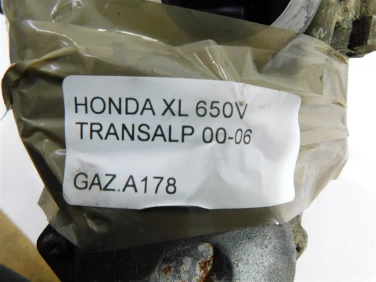 HONDA XL 650V
TRANSALP 00-06
GAZ.A178